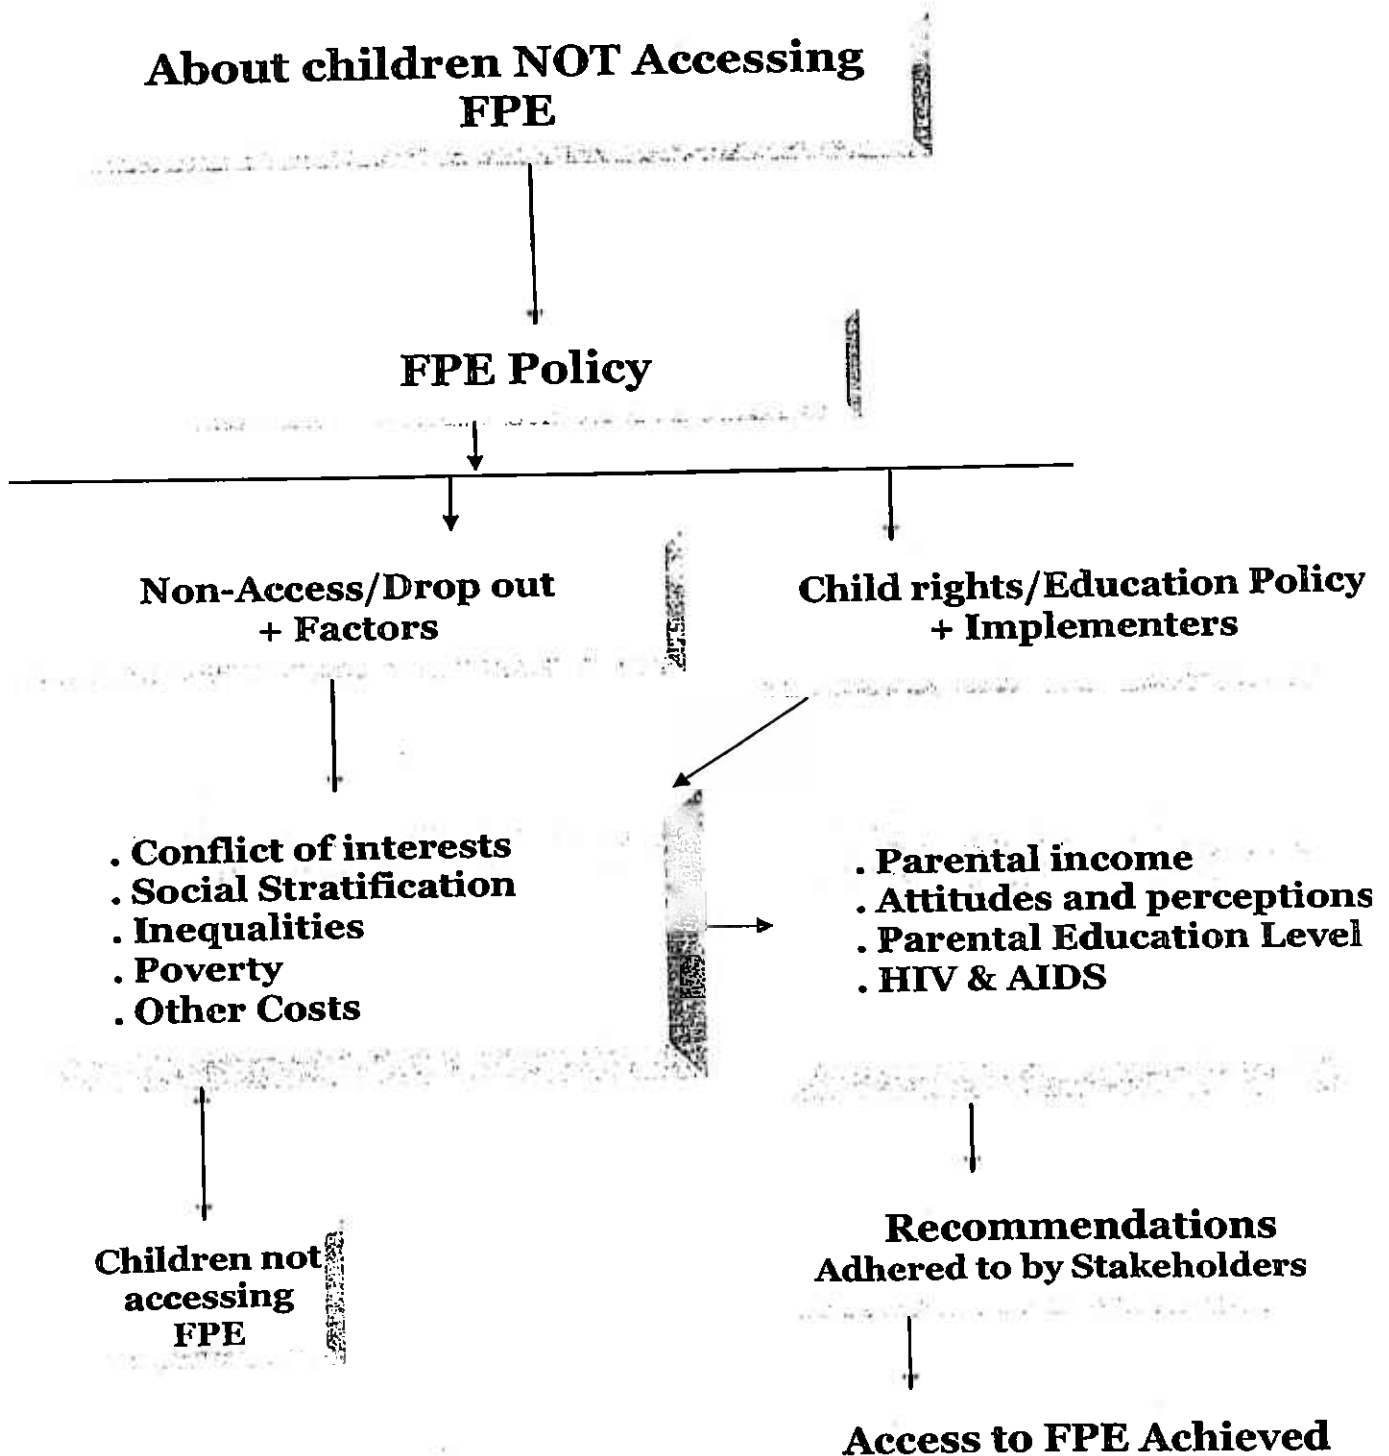 About children NOT Accessing
FPE
FPE Policy
Non-Access/Drop out
+ Factors
Child rights/Education Policy
+ Implementers
. Conflict of interests
. Social Stratification
. Inequalities
. Poverty
. Other Costs
. Parental income
. Attitudes and perceptions
. Parental Education Level
. HIV & AIDS
Children not
accessing
FPE
Recommendations
Adhered to by Stakeholders
Access to FPE Achieved